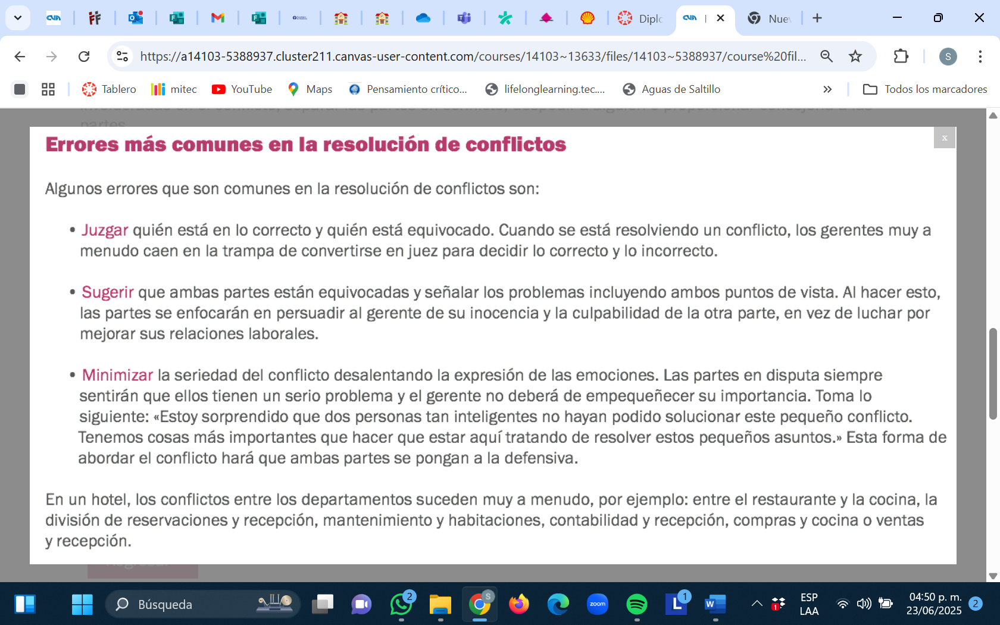 Diplo
Nuev
https://a14103-5388937.cluster211.canvas-user-content.com/courses/14103~13633/files/14103~5388937/course%20fil...
S
Tablero
mitec
YouTube
Maps
Pensamiento crítico...
lifelonglearning.tec....
Aguas de Saltillo
Todos los marcadores
partes
x
Errores más comunes en la resolución de conflictos
Algunos errores que son comunes en la resolución de conflictos son:
• Juzgar quién está en lo correcto y quién está equivocado. Cuando se está resolviendo un conflicto, los gerentes muy a
menudo caen en la trampa de convertirse en juez para decidir lo correcto y lo incorrecto.
• Sugerir que ambas partes están equivocadas y señalar los problemas incluyendo ambos puntos de vista. Al hacer esto,
las partes se enfocarán en persuadir al gerente de su inocencia y la culpabilidad de la otra parte, en vez de luchar por
mejorar sus relaciones laborales.
• Minimizar la seriedad del conflicto desalentando la expresión de las emociones. Las partes en disputa siempre
sentirán que ellos tienen un serio problema y el gerente no deberá de empequeñecer su importancia. Toma lo
siguiente: «Estoy sorprendido que dos personas tan inteligentes no hayan podido solucionar este pequeño conflicto.
Tenemos cosas más importantes que hacer que estar aquí tratando de resolver estos pequeños asuntos.» Esta forma de
abordar el conflicto hará que ambas partes se pongan a la defensiva.
En un hotel, los conflictos entre los departamentos suceden muy a menudo, por ejemplo: entre el restaurante y la cocina, la
división de reservaciones y recepción, mantenimiento y habitaciones, contabilidad y recepción, compras y cocina o ventas
y recepción.
Búsqueda
2
S
zoom
L
1
W
1
ESP
LAA
04:50 p. m.
23/06/2025
2